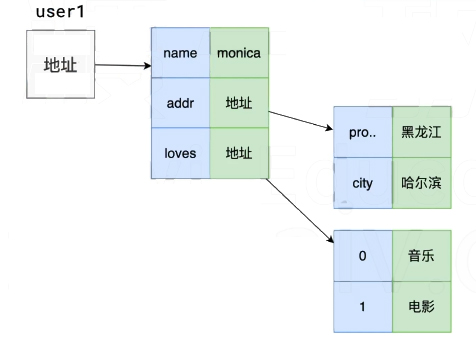 user1
地址
name monica
addr 地址
loves 地址
pro.. 黑龙江
city 哈尔滨
0 音乐
1 电影